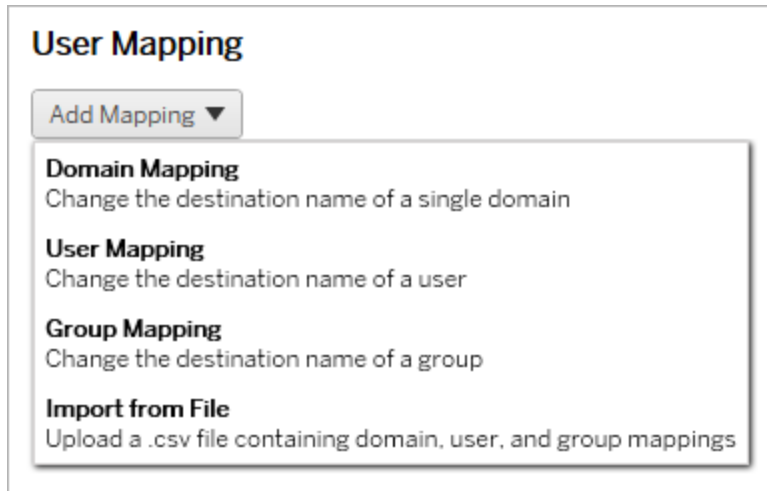 User Mapping
Add Mapping ▼
Domain Mapping
Change the destination name of a single domain
User Mapping
Change the destination name of a user
Group Mapping
Change the destination name of a group
Import from File
Upload a .csv file containing domain, user, and group mappings